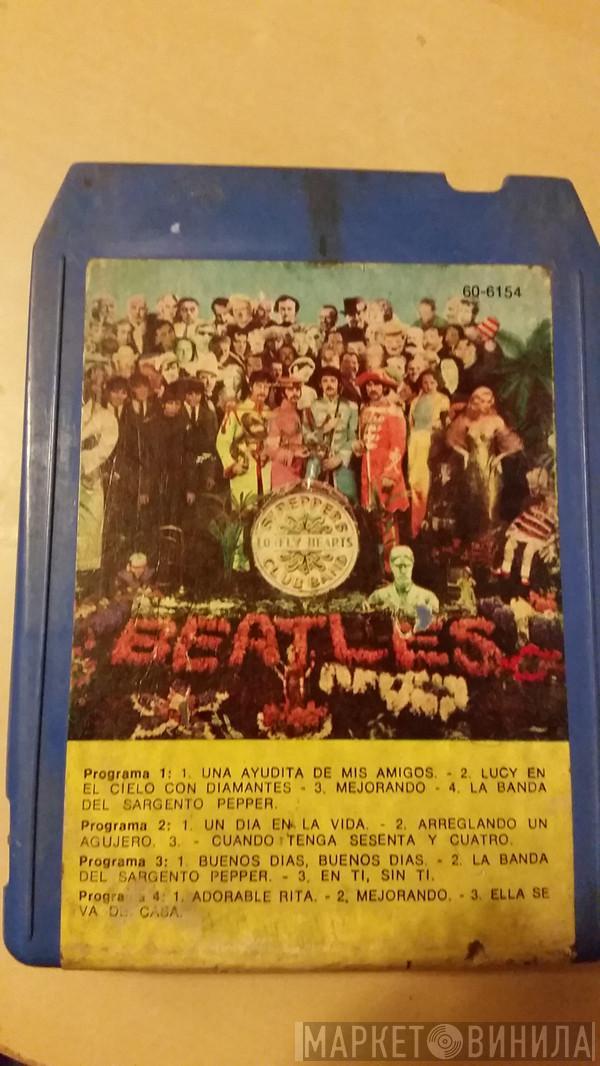 60-6154
S. PEPPERS
LONELY HEARTS
CLUB BAND
BEATLES
Programa 1: 1. UNA AYUDITA DE MIS AMIGOS. - 2. LUCY EN
EL CIELO CON DIAMANTES - 3. MEJORANDO - 4. LA BANDA
DEL SARGENTO PEPPER.
Programa 2: 1. UN DIA EN LA VIDA. - 2. ARREGLANDO UN
AGUJERO. 3. - CUANDO TENGA SESENTA Y CUATRO.
Programa 3: 1. BUENOS DIAS, BUENOS DIAS. - 2. LA BANDA
DEL SARGENTO PEPPER. - 3. EN TI, SIN TI.
Programa 4: 1. ADORABLE RITA. - 2. MEJORANDO. - 3. ELLA SE
VA DE CASA.
МАРКЕТ ВИНИЛА